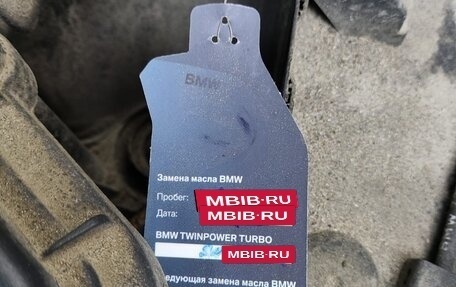 BMW
Замена масла BMW
Пробег: MBIB-RU
Дата: MBIB-RU
BMW TWINPOWER TURBO
MBIB-RU
ледующая замена масла BMW